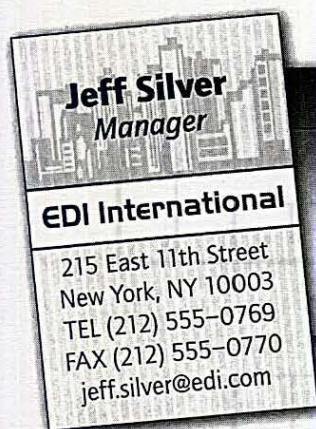 Jeff Silver
Manager
EDI International
215 East 11th Street
New York, NY 10003
TEL (212) 555-0769
FAX (212) 555-0770
jeff.silver@edi.com